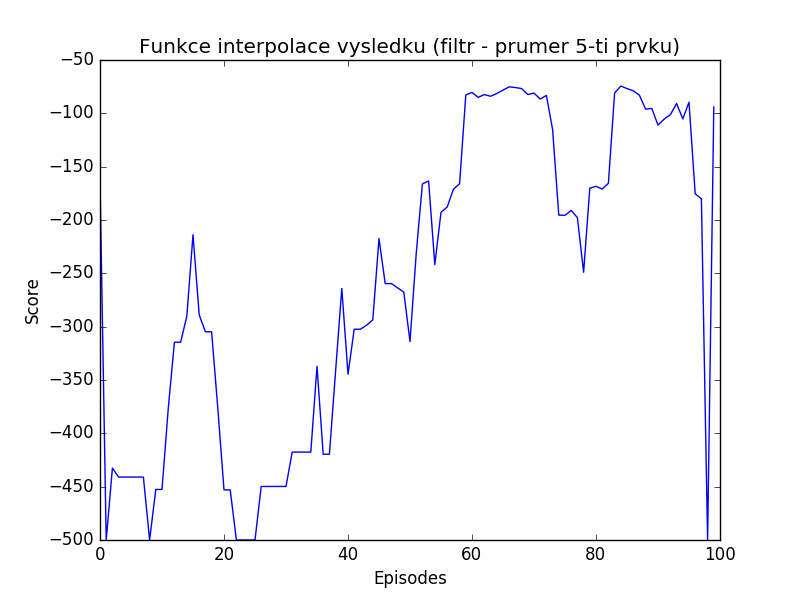 Funkce interpolace vysledku (filtr - prumer 5-ti prvku)
−50
−100
−150
−200
−250
−300
−350
−400
−450
−500
Score
0 20 40 60 80 100
Episodes